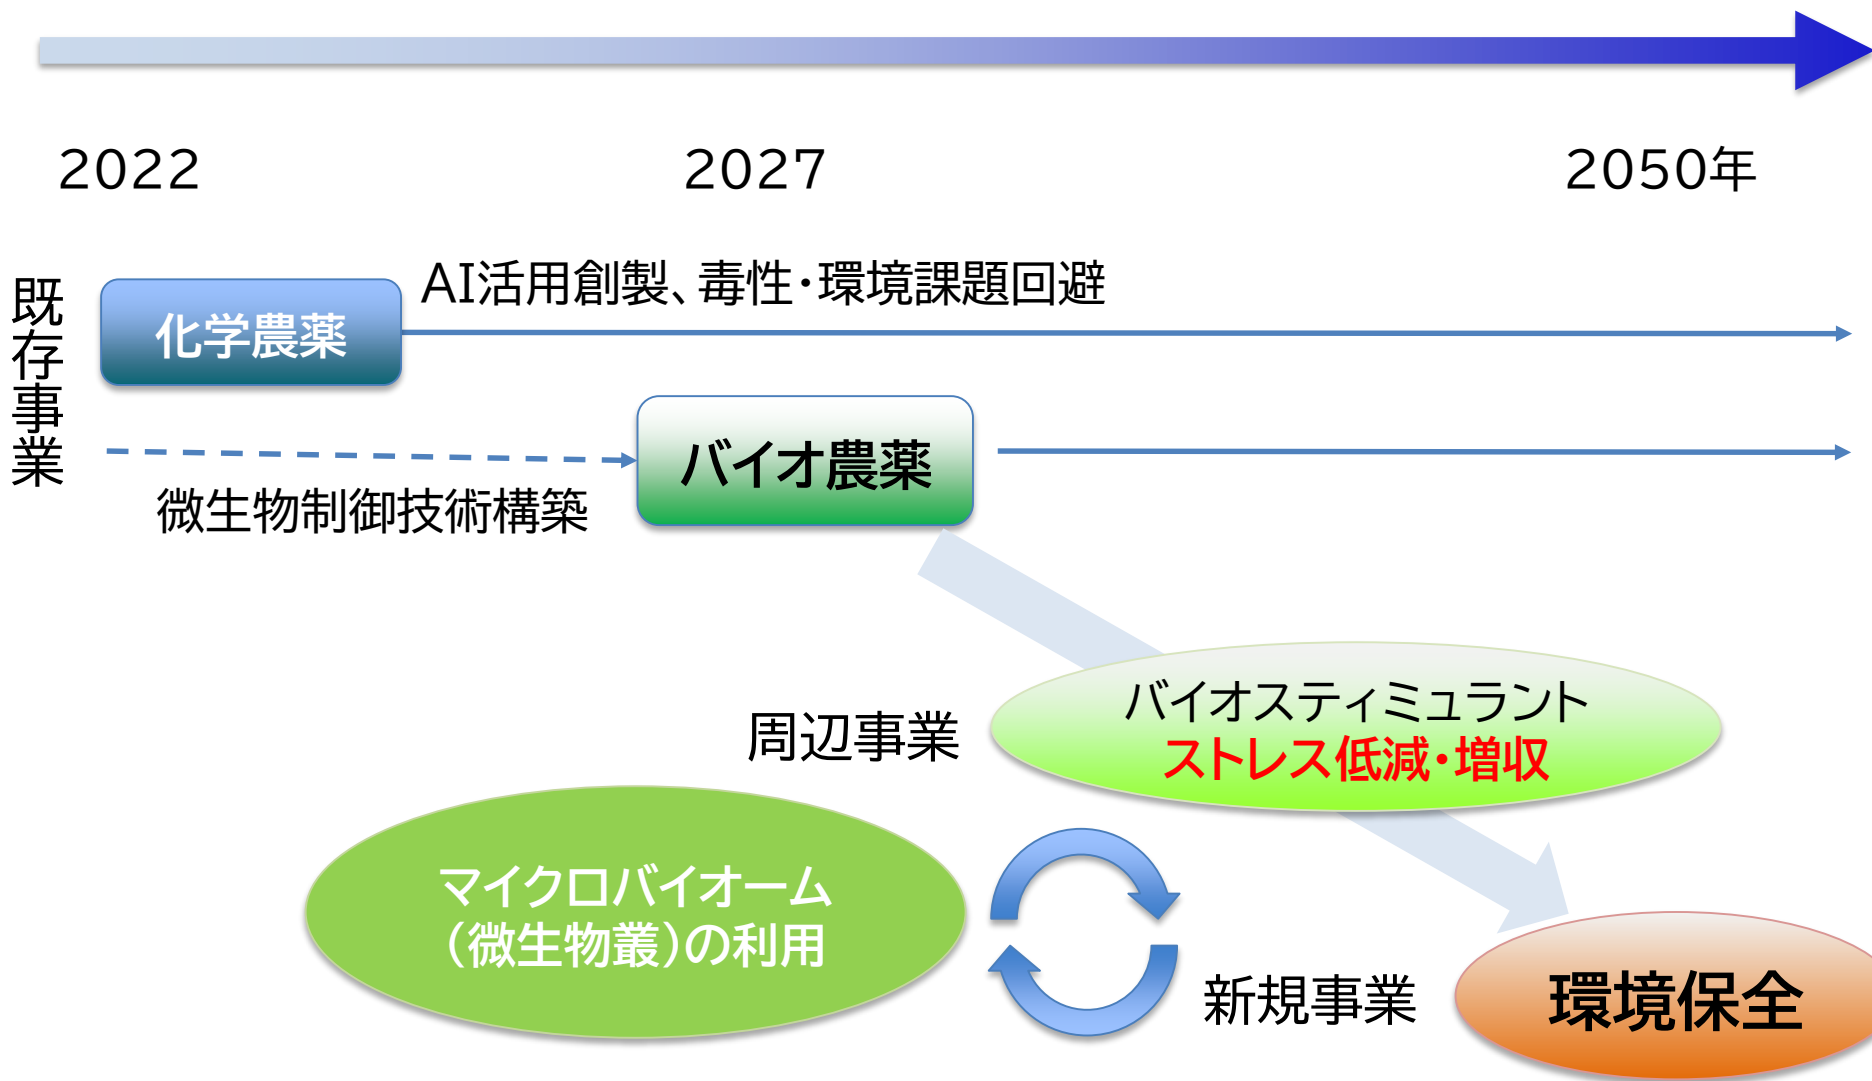 2022
2027
2050年
既存事業
化学農薬
AI活用創製、毒性・環境課題回避
バイオ農薬
微生物制御技術構築
周辺事業
バイオスティミュラント
ストレス低減・増収
マイクロバイオーム
（微生物叢）の利用
新規事業
環境保全